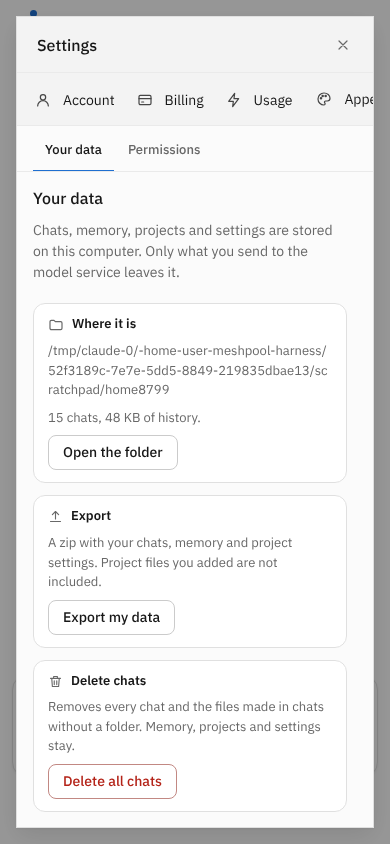 Settings
Account Billing Usage Appe
Your data Permissions
Your data
Chats, memory, projects and settings are stored
on this computer. Only what you send to the
model service leaves it.
Where it is
/tmp/claude-0/-home-user-meshpool-harness/
52f3189c-7e7e-5dd5-8849-219835dbae13/sc
ratchpad/home8799
15 chats, 48 KB of history.
Open the folder
Export
A zip with your chats, memory and project
settings. Project files you added are not
included.
Export my data
Delete chats
Removes every chat and the files made in chats
without a folder. Memory, projects and settings
stay.
Delete all chats